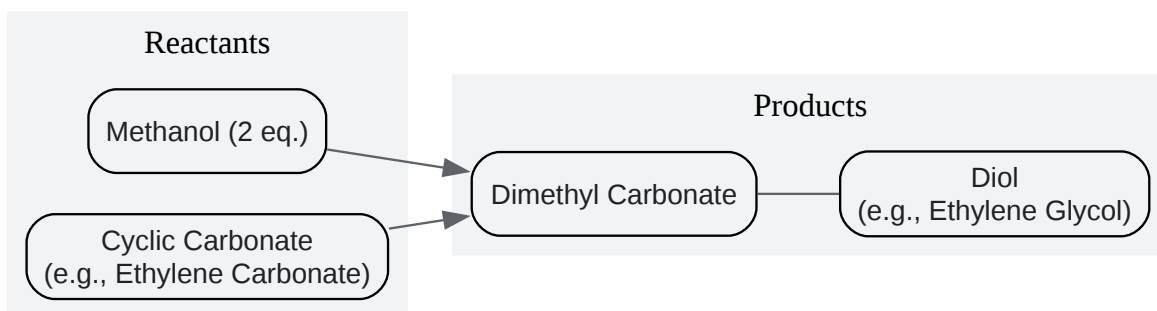 Reactants
Methanol (2 eq.)
Cyclic Carbonate
(e.g., Ethylene Carbonate)
Products
Dimethyl Carbonate
Diol
(e.g., Ethylene Glycol)